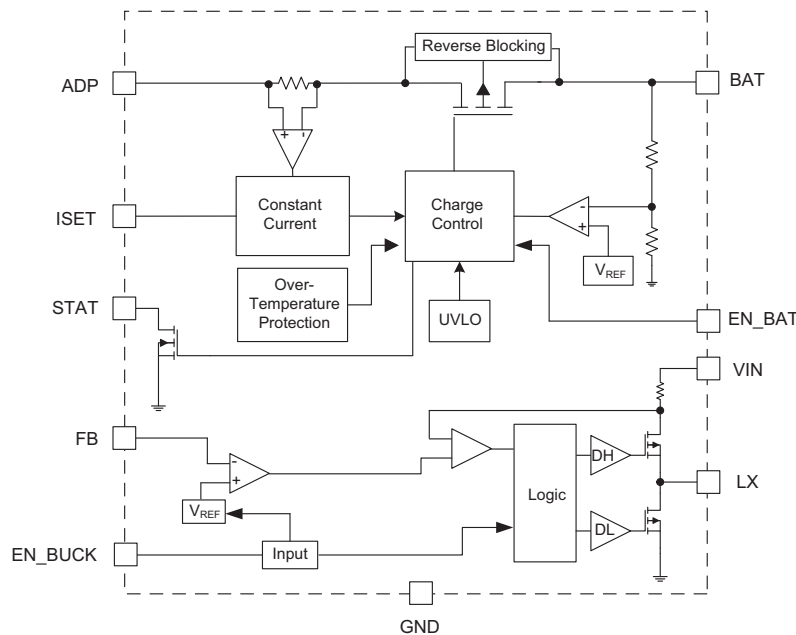 Reverse Blocking
ADP
BAT
+ -
ISET
Constant
Current
Charge
Control
-
+
VREF
Over-
Temperature
Protection
UVLO
STAT
EN_BAT
VIN
FB
-
+
VREF
Logic
DH
DL
LX
EN_BUCK
Input
GND